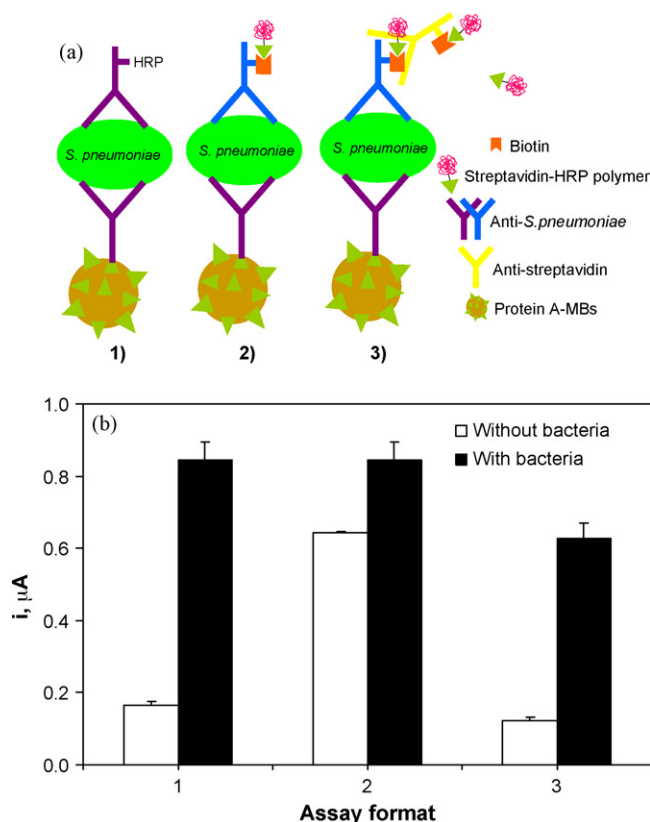 (a)
HRP
S. pneumoniae
S. pneumoniae
S. pneumoniae
Biotin
Streptavidin-HRP polymer
Anti-S.pneumoniae
Anti-streptavidin
Protein A-MBs
1)
2)
3)
(b)
Without bacteria
With bacteria
1.0
0.8
0.6
0.4
0.2
0.0
i, μA
1
2
3
Assay format